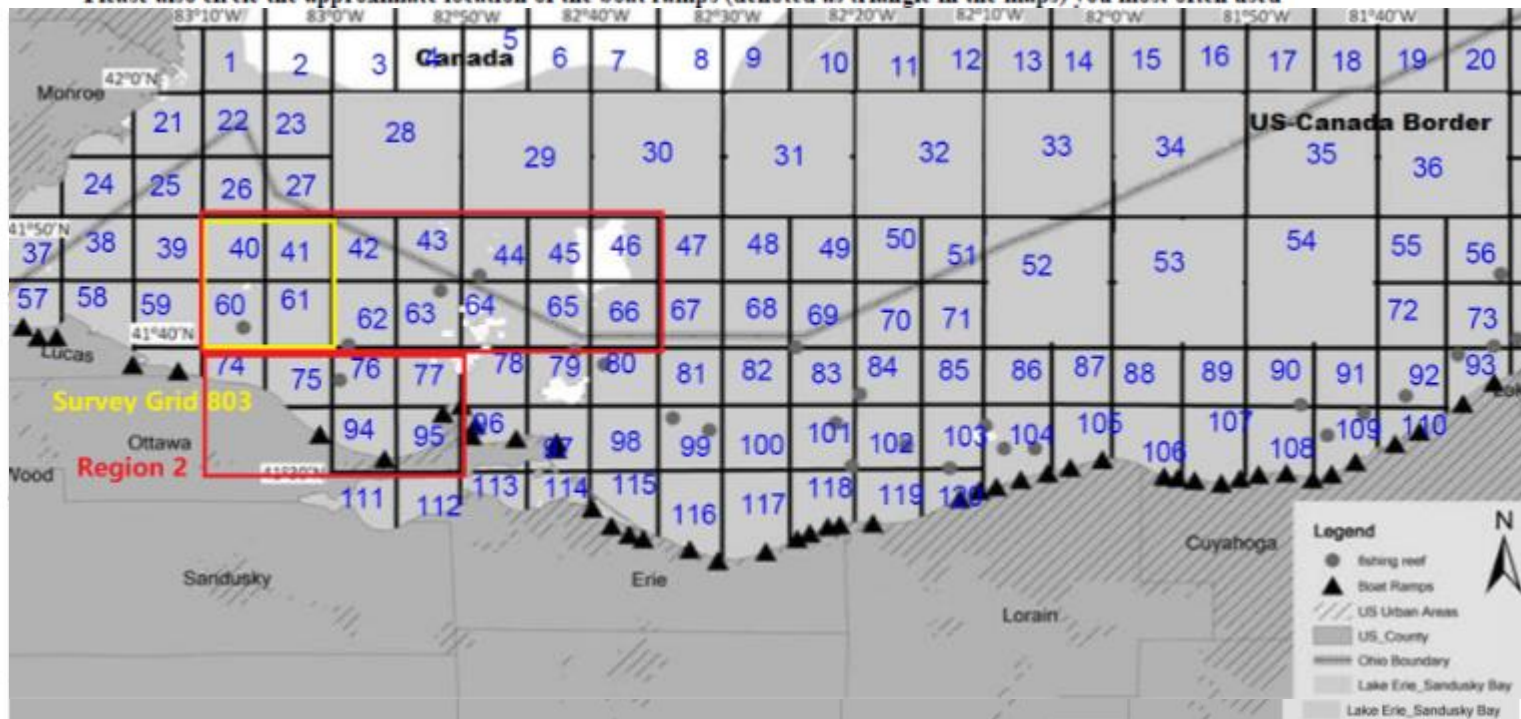 83°10'W 83°0'W 82°50'W 82°40'W 82°30'W 82°20'W 82°10'W 82°0'W 81°50'W 81°40'W
1 2 3 4 Canada 5 6 7 8 9 10 11 12 13 14 15 16 17 18 19 20
42°0'N
Monroe
21 22 23 28 29 30 31 32 33 34 US-Canada Border 35 36
24 25 26 27
41°50'N
37 38 39 40 41 42 43 44 45 46 47 48 49 50 51 52 53 54 55 56
57 58 59 60 61 62 63 64 65 66 67 68 69 70 71 72 73
41°40'N
Lucas
74 75 76 77 78 79 80 81 82 83 84 85 86 87 88 89 90 91 92 93
Survey Grid 803
Ottawa
94 95 96 97 98 99 100 101 102 103 104 105 106 107 108 109 110
Region 2
Wood
41°30'N
111 112 113 114 115 116 117 118 119 120
Sandusky
Erie
Lorain
Cuyahoga
Legend
N
fishing reef
Boat Ramps
US Urban Areas
US_County
Ohio Boundary
Lake Erie_Sandusky Bay
Lake Erie_Sandusky Bay